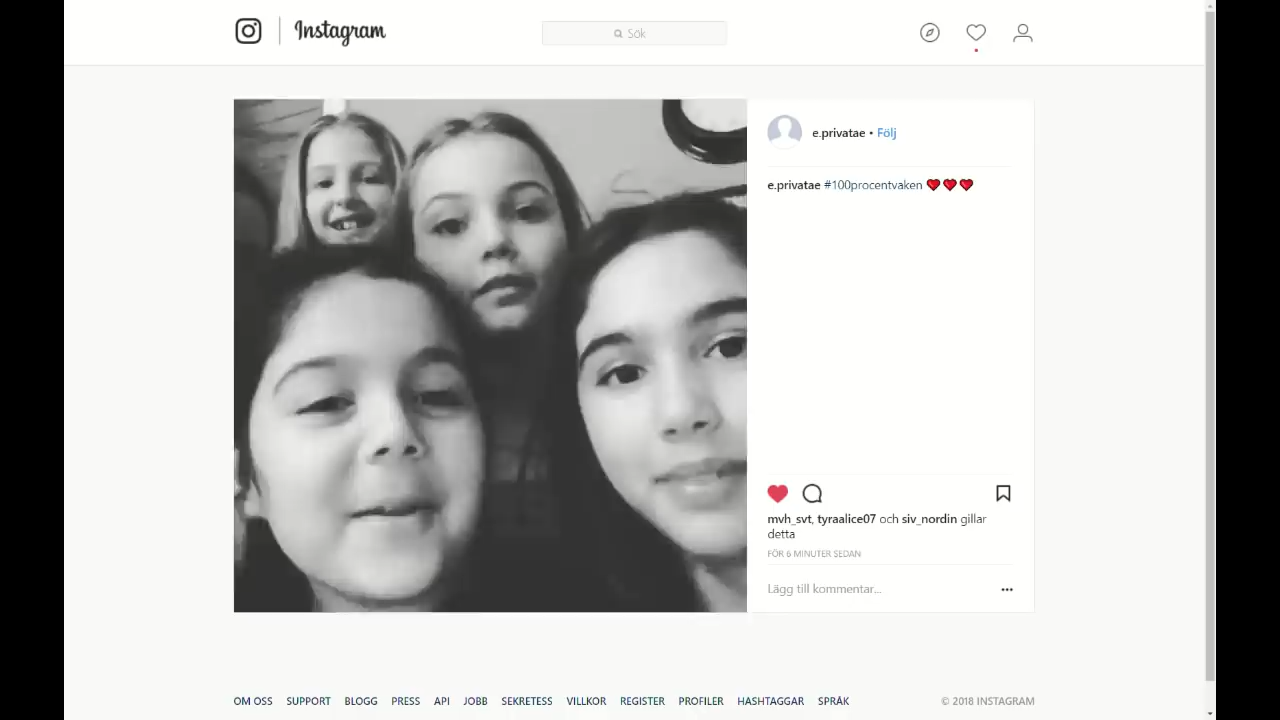 Instagram
Sök
e.privatae • Följ
e.privatae #100procentvaken ❤❤❤
mvh_svt, tyraalice07 och siv_nordin gillar
detta
FÖR 6 MINUTER SEDAN
Lägg till kommentar...
OM OSS SUPPORT BLOGG PRESS API JOBB SEKRETESS VILLKOR REGISTER PROFILER HASHTAGGAR SPRÅK © 2018 INSTAGRAM